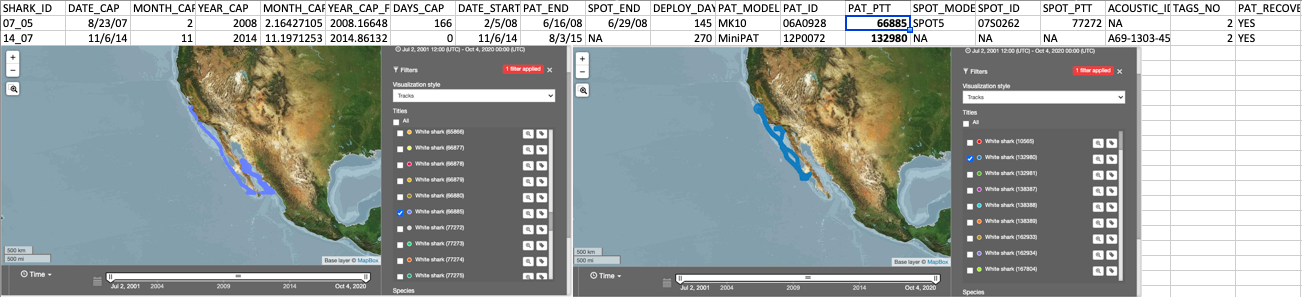 SHARK_ID DATE_CAP MONTH_CAP YEAR_CAP MONTH_CA YEAR_CAP_F DAYS_CAP DATE_START PAT_END SPOT_END DEPLOY_DAY PAT_MODEL PAT_ID PAT_PTT SPOT_MODE SPOT_ID SPOT_PTT ACOUSTIC_ID TAGS_NO PAT_RECOVE
07_05 8/23/07 2 2008 2.16427105 2008.16648 166 2/5/08 6/16/08 6/29/08 145 MK10 06A0928 66885 SPOT5 07S0262 77272 NA 2 YES
14_07 11/6/14 11 2014 11.1971253 2014.86132 0 11/6/14 8/3/15 NA 270 MiniPAT 12P0072 132980 NA NA NA A69-1303-45 2 YES
Jul 2, 2001 00:00 (UTC) - Oct 4, 2020 00:00 (UTC)
Filters 1 filter applied ×
Visualization style
Tracks
Titles
All
White shark (65866)
White shark (66877)
White shark (66878)
White shark (66879)
White shark (66880)
White shark (66885)
White shark (77272)
White shark (77273)
White shark (77274)
White shark (77275)
Species
+
−
500 km
500 mi
Base layer © MapBox
Time
Jul 2, 2001 2004 2014 Oct 4, 2020
Jul 2, 2001 12:00 (UTC) - Oct 4, 2020 00:00 (UTC)
Filters 1 filter applied ×
Visualization style
Tracks
Titles
All
White shark (10565)
White shark (132980)
White shark (132981)
White shark (138387)
White shark (138388)
White shark (138389)
White shark (162933)
White shark (162934)
White shark (167804)
Species
+
−
500 km
500 mi
Base layer © MapBox
Time
Jul 2, 2001 2004 2014 Oct 4, 2020